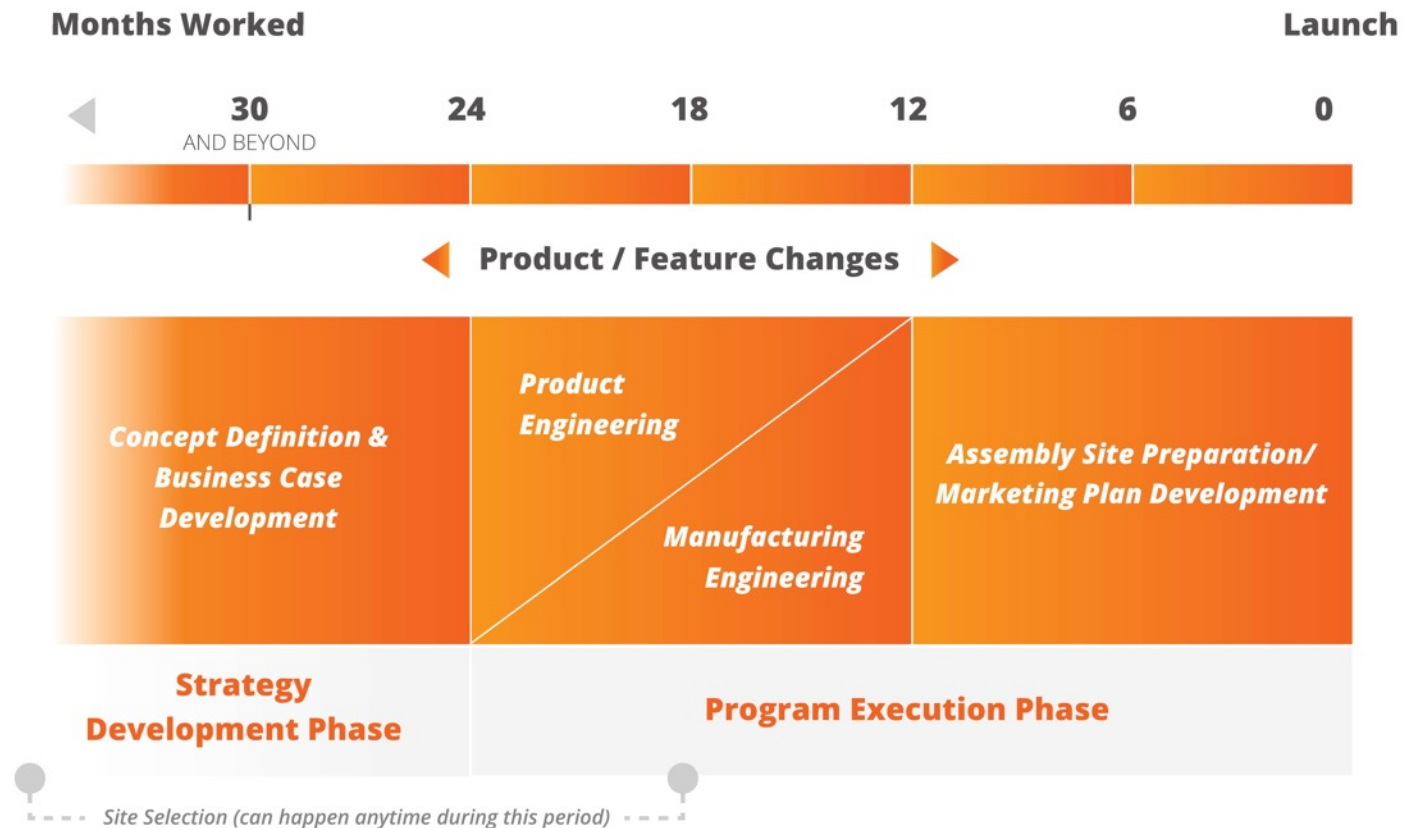 Months Worked
Launch
30
24
18
12
6
0
AND BEYOND
Product / Feature Changes
Concept Definition &
Business Case
Development
Product
Engineering
Manufacturing
Engineering
Assembly Site Preparation/
Marketing Plan Development
Strategy
Development Phase
Program Execution Phase
Site Selection (can happen anytime during this period)